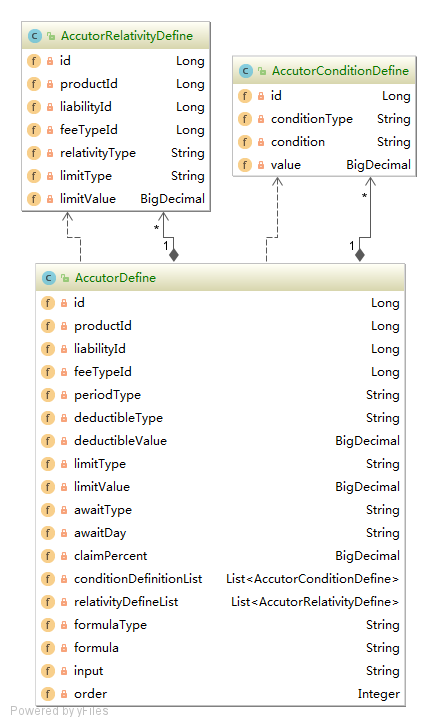 AccutorRelativityDefine
id Long
productId Long
liabilityId Long
feeTypeId Long
relativityType String
limitType String
limitValue BigDecimal
AccutorConditionDefine
id Long
conditionType String
condition String
value BigDecimal
* 1 1 *
AccutorDefine
id Long
productId Long
liabilityId Long
feeTypeId Long
periodType String
deductibleType String
deductibleValue BigDecimal
limitType String
limitValue BigDecimal
awaitType String
awaitDay String
claimPercent BigDecimal
conditionDefinitionList List<AccutorConditionDefine>
relativityDefineList List<AccutorRelativityDefine>
formulaType String
formula String
input String
order Integer
Powered by yFiles